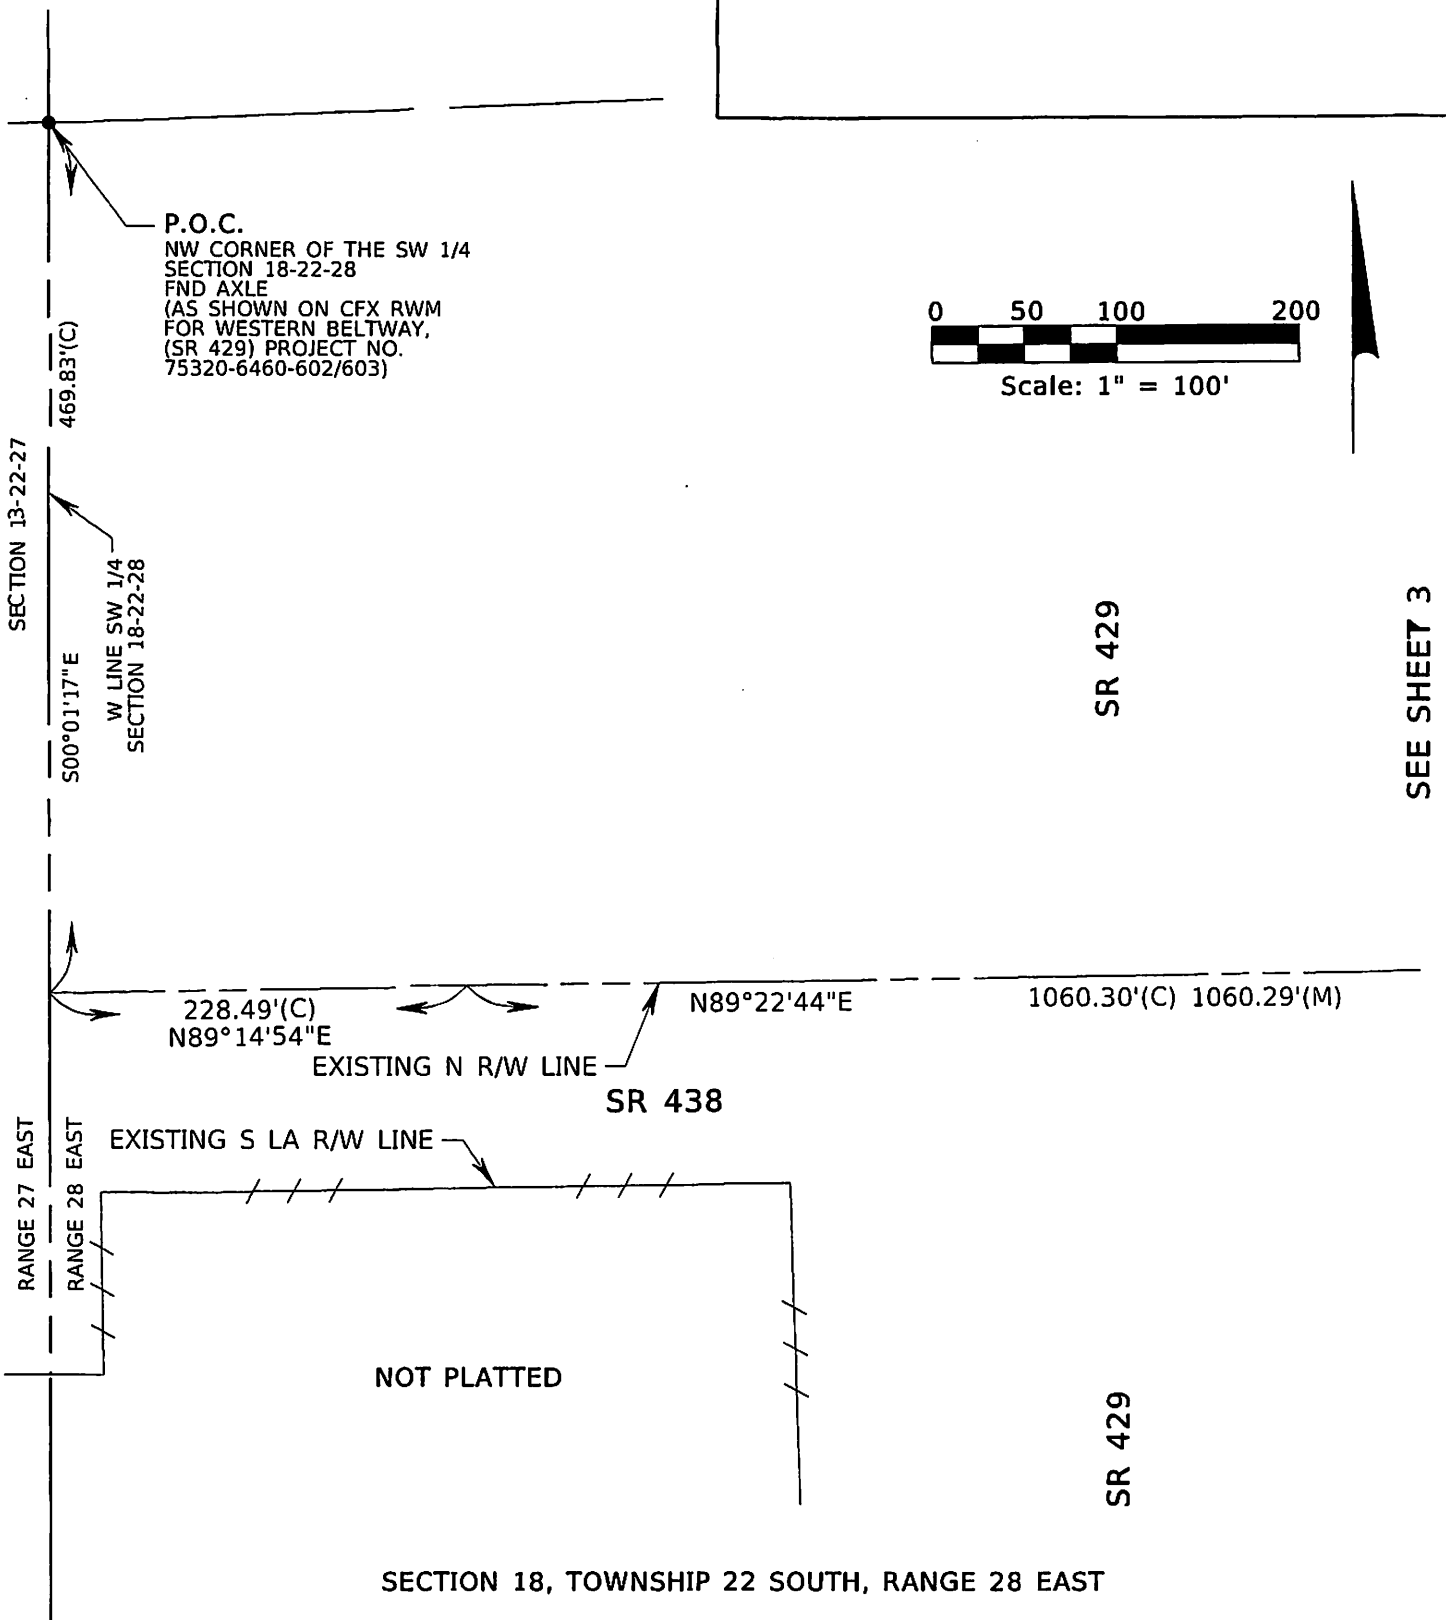 P.O.C.
NW CORNER OF THE SW 1/4
SECTION 18-22-28
FND AXLE
(AS SHOWN ON CFX RWM
FOR WESTERN BELTWAY,
(SR 429) PROJECT NO.
75320-6460-602/603)
0 50 100 200
Scale: 1" = 100'
469.83'(C)
SECTION 13-22-27
W LINE SW 1/4
SECTION 18-22-28
S00°01'17"E
SR 429
SEE SHEET 3
228.49'(C)
N89°14'54"E
N89°22'44"E
1060.30'(C) 1060.29'(M)
EXISTING N R/W LINE
SR 438
EXISTING S LA R/W LINE
RANGE 27 EAST
RANGE 28 EAST
NOT PLATTED
SR 429
SECTION 18, TOWNSHIP 22 SOUTH, RANGE 28 EAST